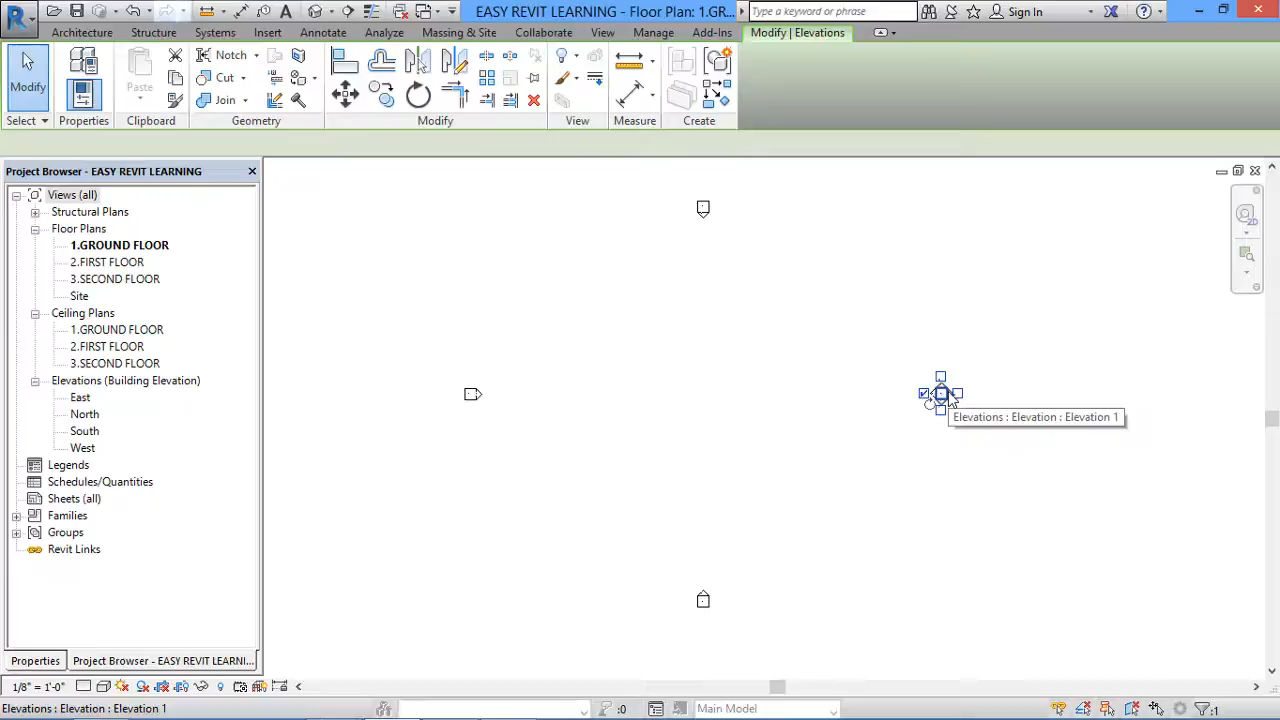 EASY REVIT LEARNING - Floor Plan: 1.GR...
Type a keyword or phrase
Sign In
Architecture Structure Systems Insert Annotate Analyze Massing & Site Collaborate View Manage Add-Ins Modify | Elevations
Modify
Paste
Notch
Cut
Join
Select Properties Clipboard Geometry Modify View Measure Create
Project Browser - EASY REVIT LEARNING
Views (all)
Structural Plans
Floor Plans
1.GROUND FLOOR
2.FIRST FLOOR
3.SECOND FLOOR
Site
Ceiling Plans
1.GROUND FLOOR
2.FIRST FLOOR
3.SECOND FLOOR
Elevations (Building Elevation)
East
North
South
West
Legends
Schedules/Quantities
Sheets (all)
Families
Groups
Revit Links
2D
Elevations : Elevation : Elevation 1
Properties
Project Browser - EASY REVIT LEARNI...
1/8" = 1'-0"
Elevations : Elevation : Elevation 1
:0
Main Model
:1